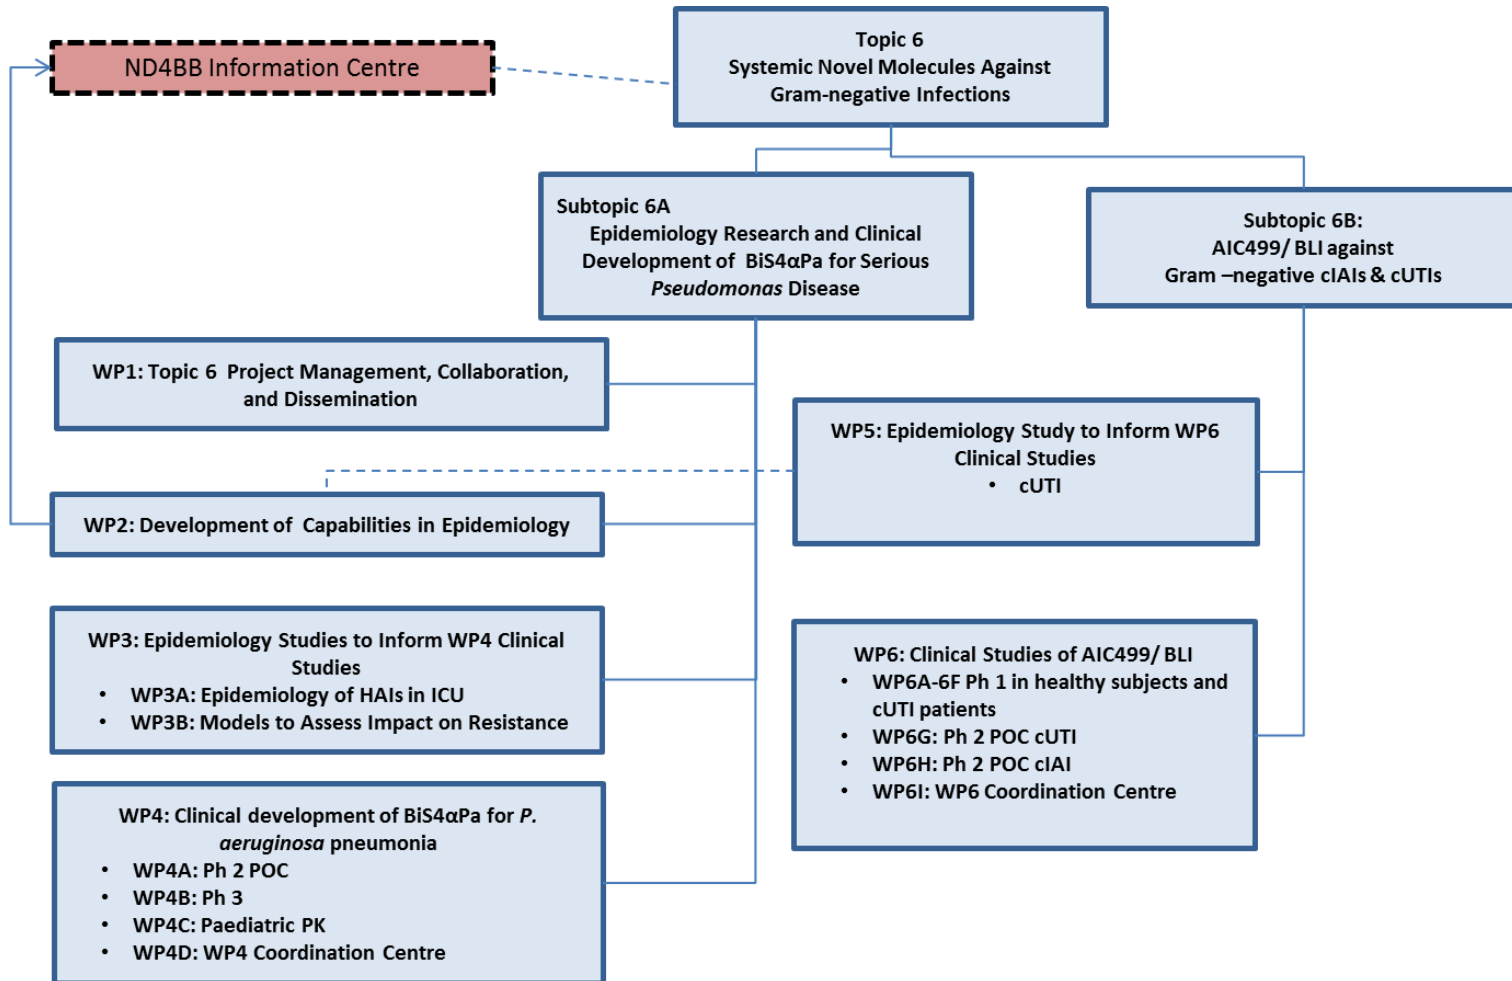 ND4BB Information Centre
Topic 6
Systemic Novel Molecules Against
Gram-negative Infections
Subtopic 6A
Epidemiology Research and Clinical
Development of BiS4αPa for Serious
Pseudomonas Disease
Subtopic 6B:
AIC499/ BLI against
Gram –negative cIAIs & cUTIs
WP1: Topic 6 Project Management, Collaboration,
and Dissemination
WP5: Epidemiology Study to Inform WP6
Clinical Studies
• cUTI
WP2: Development of Capabilities in Epidemiology
WP3: Epidemiology Studies to Inform WP4 Clinical
Studies
• WP3A: Epidemiology of HAIs in ICU
• WP3B: Models to Assess Impact on Resistance
WP6: Clinical Studies of AIC499/ BLI
• WP6A-6F Ph 1 in healthy subjects and
cUTI patients
• WP6G: Ph 2 POC cUTI
• WP6H: Ph 2 POC cIAI
• WP6I: WP6 Coordination Centre
WP4: Clinical development of BiS4αPa for P.
aeruginosa pneumonia
• WP4A: Ph 2 POC
• WP4B: Ph 3
• WP4C: Paediatric PK
• WP4D: WP4 Coordination Centre